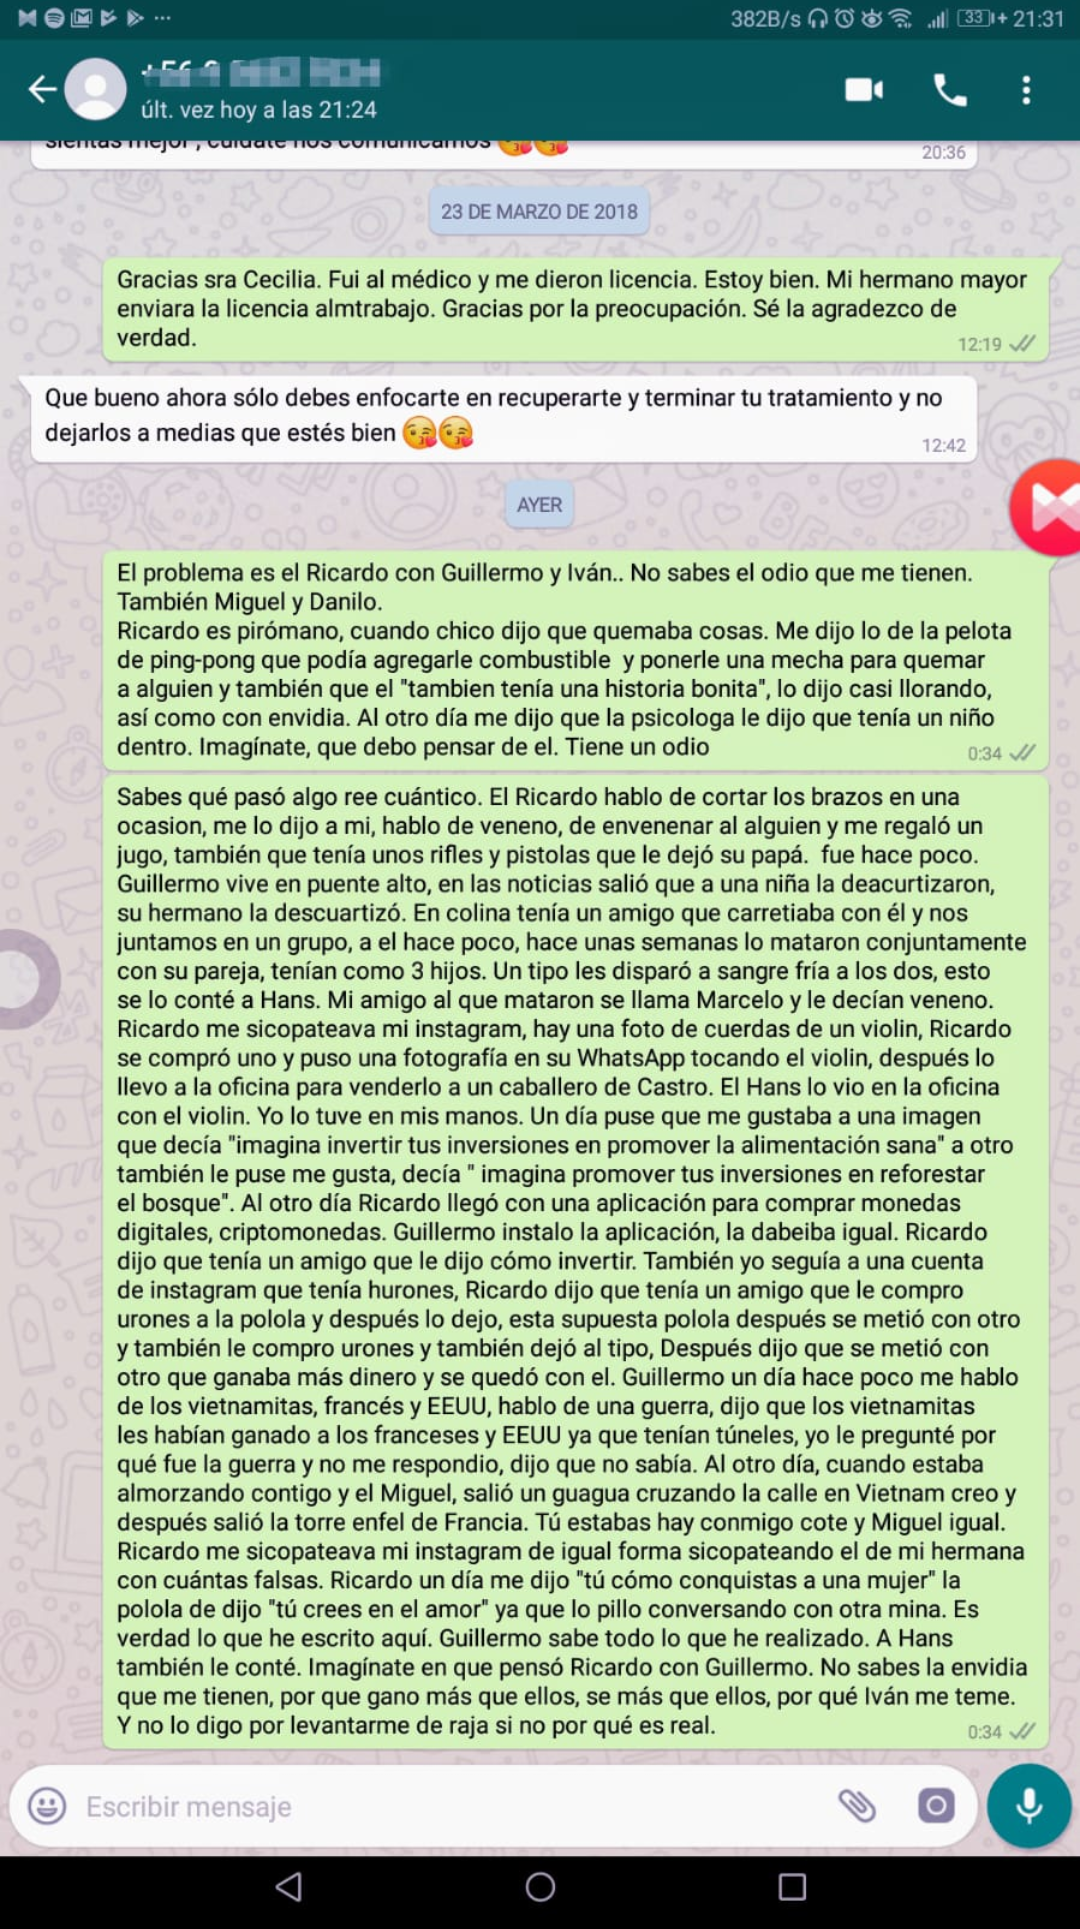 382B/s 33 21:31
últ. vez hoy a las 21:24
sientas mejor , cuídate nos comunicamos
20:36
23 DE MARZO DE 2018
Gracias sra Cecilia. Fui al médico y me dieron licencia. Estoy bien. Mi hermano mayor
enviara la licencia almtrabajo. Gracias por la preocupación. Sé la agradezco de
verdad.
12:19
Que bueno ahora sólo debes enfocarte en recuperarte y terminar tu tratamiento y no
dejarlos a medias que estés bien 😘😘
12:42
AYER
El problema es el Ricardo con Guillermo y Iván.. No sabes el odio que me tienen.
También Miguel y Danilo.
Ricardo es pirómano, cuando chico dijo que quemaba cosas. Me dijo lo de la pelota
de ping-pong que podía agregarle combustible  y ponerle una mecha para quemar
a alguien y también que el "tambien tenía una historia bonita", lo dijo casi llorando,
así como con envidia. Al otro día me dijo que la psicologa le dijo que tenía un niño
dentro. Imagínate, que debo pensar de el. Tiene un odio
0:34
Sabes qué pasó algo ree cuántico. El Ricardo hablo de cortar los brazos en una
ocasion, me lo dijo a mi, hablo de veneno, de envenenar al alguien y me regaló un
jugo, también que tenía unos rifles y pistolas que le dejó su papá.  fue hace poco.
Guillermo vive en puente alto, en las noticias salió que a una niña la deacurtizaron,
su hermano la descuartizó. En colina tenía un amigo que carretiaba con él y nos
juntamos en un grupo, a el hace poco, hace unas semanas lo mataron conjuntamente
con su pareja, tenían como 3 hijos. Un tipo les disparó a sangre fría a los dos, esto
se lo conté a Hans. Mi amigo al que mataron se llama Marcelo y le decían veneno.
Ricardo me sicopateava mi instagram, hay una foto de cuerdas de un violin, Ricardo
se compró uno y puso una fotografía en su WhatsApp tocando el violin, después lo
llevo a la oficina para venderlo a un caballero de Castro. El Hans lo vio en la oficina
con el violin. Yo lo tuve en mis manos. Un día puse que me gustaba a una imagen
que decía "imagina invertir tus inversiones en promover la alimentación sana" a otro
también le puse me gusta, decía " imagina promover tus inversiones en reforestar
el bosque". Al otro día Ricardo llegó con una aplicación para comprar monedas
digitales, criptomonedas. Guillermo instalo la aplicación, la dabeiba igual. Ricardo
dijo que tenía un amigo que le dijo cómo invertir. También yo seguía a una cuenta
de instagram que tenía hurones, Ricardo dijo que tenía un amigo que le compro
urones a la polola y después lo dejo, esta supuesta polola después se metió con otro
y también le compro urones y también dejó al tipo, Después dijo que se metió con
otro que ganaba más dinero y se quedó con el. Guillermo un día hace poco me hablo
de los vietnamitas, francés y EEUU, hablo de una guerra, dijo que los vietnamitas
les habían ganado a los franceses y EEUU ya que tenían túneles, yo le pregunté por
qué fue la guerra y no me respondio, dijo que no sabía. Al otro día, cuando estaba
almorzando contigo y el Miguel, salió un guagua cruzando la calle en Vietnam creo y
después salió la torre enfel de Francia. Tú estabas hay conmigo cote y Miguel igual.
Ricardo me sicopateava mi instagram de igual forma sicopateando el de mi hermana
con cuántas falsas. Ricardo un día me dijo "tú cómo conquistas a una mujer" la
polola de dijo "tú crees en el amor" ya que lo pillo conversando con otra mina. Es
verdad lo que he escrito aquí. Guillermo sabe todo lo que he realizado. A Hans
también le conté. Imagínate en que pensó Ricardo con Guillermo. No sabes la envidia
que me tienen, por que gano más que ellos, se más que ellos, por qué Iván me teme.
Y no lo digo por levantarme de raja si no por qué es real.
0:34
Escribir mensaje